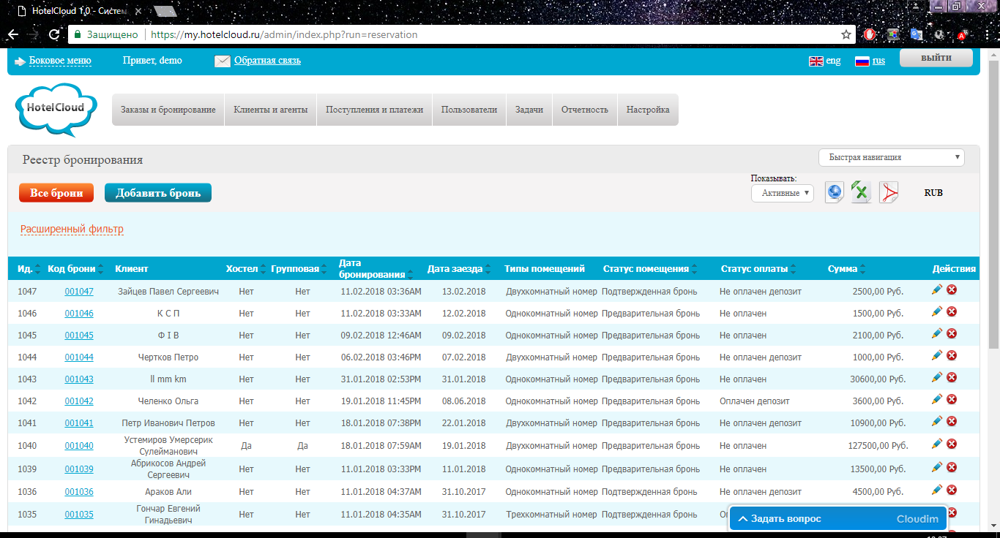 HotelCloud 1.0 - Систем
Защищено https://my.hotelcloud.ru/admin/index.php?run=reservation
Боковое меню Привет, demo Обратная связь eng rus выйти
HotelCloud Заказы и бронирование Клиенты и агенты Поступления и платежи Пользователи Задачи Отчетность Настройка
Реестр бронирования Быстрая навигация
Показывать:
Все брони Добавить бронь Активные RUB
Расширенный фильтр
Ид. Код брони Клиент Хостел Групповая Дата бронирования Дата заезда Типы помещений Статус помещения Статус оплаты Сумма Действия
1047 001047 Зайцев Павел Сергеевич Нет Нет 11.02.2018 03:36AM 13.02.2018 Двухкомнатный номер Подтвержденная бронь Не оплачен депозит 2500,00 Руб.
1046 001046 К С П Нет Нет 11.02.2018 03:33AM 12.02.2018 Однокомнатный номер Предварительная бронь Не оплачен 1500,00 Руб.
1045 001045 Ф I В Нет Нет 09.02.2018 12:46AM 09.02.2018 Однокомнатный номер Предварительная бронь Не оплачен 2100,00 Руб.
1044 001044 Чертков Петро Нет Нет 06.02.2018 03:46PM 07.02.2018 Двухкомнатный номер Предварительная бронь Не оплачен депозит 1000,00 Руб.
1043 001043 ll mm km Нет Нет 31.01.2018 02:53PM 31.01.2018 Однокомнатный номер Предварительная бронь Не оплачен 30600,00 Руб.
1042 001042 Челенко Ольга Нет Нет 19.01.2018 11:45PM 08.06.2018 Однокомнатный номер Предварительная бронь Оплачен депозит 3600,00 Руб.
1041 001041 Петр Иванович Петров Нет Нет 18.01.2018 07:38PM 22.01.2018 Двухкомнатный номер Предварительная бронь Не оплачен депозит 10900,00 Руб.
1040 001040 Устемиров Умерсерик Сулейманович Да Да 18.01.2018 07:59AM 19.01.2018 Двухкомнатный номер Предварительная бронь Не оплачен 127500,00 Руб.
1039 001039 Абрикосов Андрей Сергеевич Нет Нет 11.01.2018 03:33PM 11.01.2018 Однокомнатный номер Предварительная бронь Не оплачен 13500,00 Руб.
1036 001036 Араков Али Нет Нет 11.01.2018 04:37AM 31.10.2017 Однокомнатный номер Подтвержденная бронь Не оплачен депозит 4500,00 Руб.
1035 001035 Гончар Евгений Гинадьевич Нет Нет 11.01.2018 04:35AM 31.10.2017 Трехкомнатный номер Подтвержденная бронь
Задать вопрос Cloudim